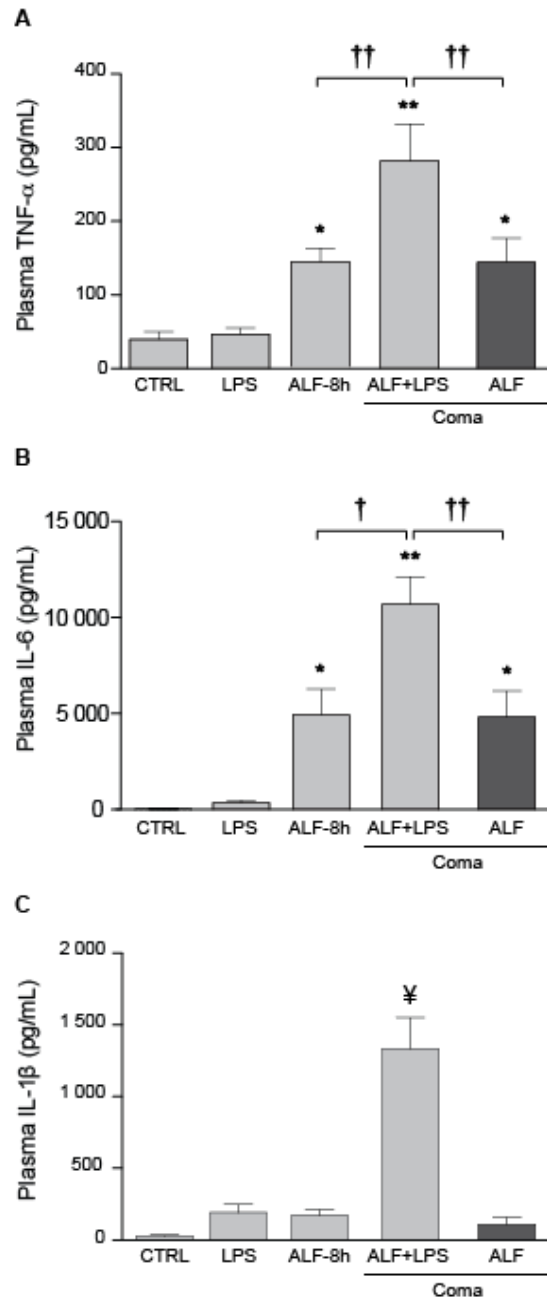 A
Plasma TNF-α (pg/mL)
400
300
200
100
0
††
††
*
**
*
CTRL LPS ALF-8h ALF+LPS ALF
Coma
B
Plasma IL-6 (pg/mL)
15 000
10 000
5 000
0
†
††
*
**
*
CTRL LPS ALF-8h ALF+LPS ALF
Coma
C
Plasma IL-1β (pg/mL)
2 000
1 500
1 000
500
0
¥
CTRL LPS ALF-8h ALF+LPS ALF
Coma